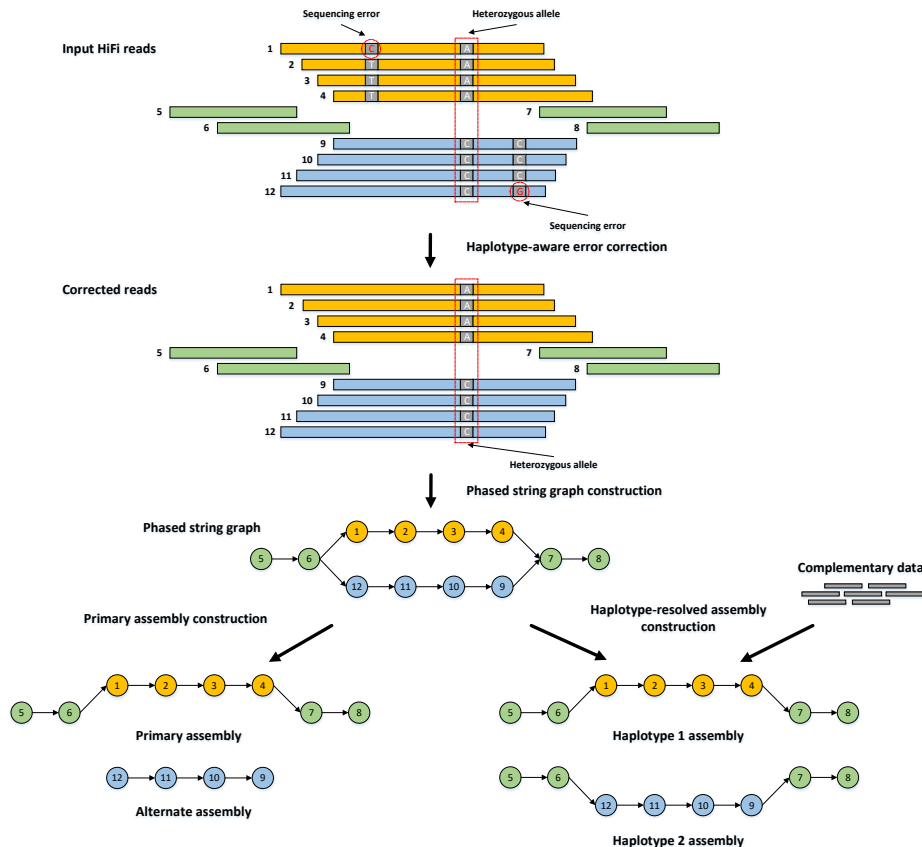 Sequencing error
Heterozygous allele
Input HiFi reads
1 C A
2 T A
3 T A
4 T A
5 7
6 8
9 C C
10 C C
11 C C
12 C G
Sequencing error
Haplotype-aware error correction
Corrected reads
1 A
2 A
3 A
4 A
5 7
6 8
9 C
10 C
11 C
12 C
Heterozygous allele
Phased string graph construction
Phased string graph
1 2 3 4
5 6 7 8
12 11 10 9
Complementary data
Primary assembly construction
Haplotype-resolved assembly
construction
1 2 3 4
5 6 7 8
Primary assembly
12 11 10 9
Alternate assembly
1 2 3 4
5 6 7 8
Haplotype 1 assembly
5 6 7 8
12 11 10 9
Haplotype 2 assembly